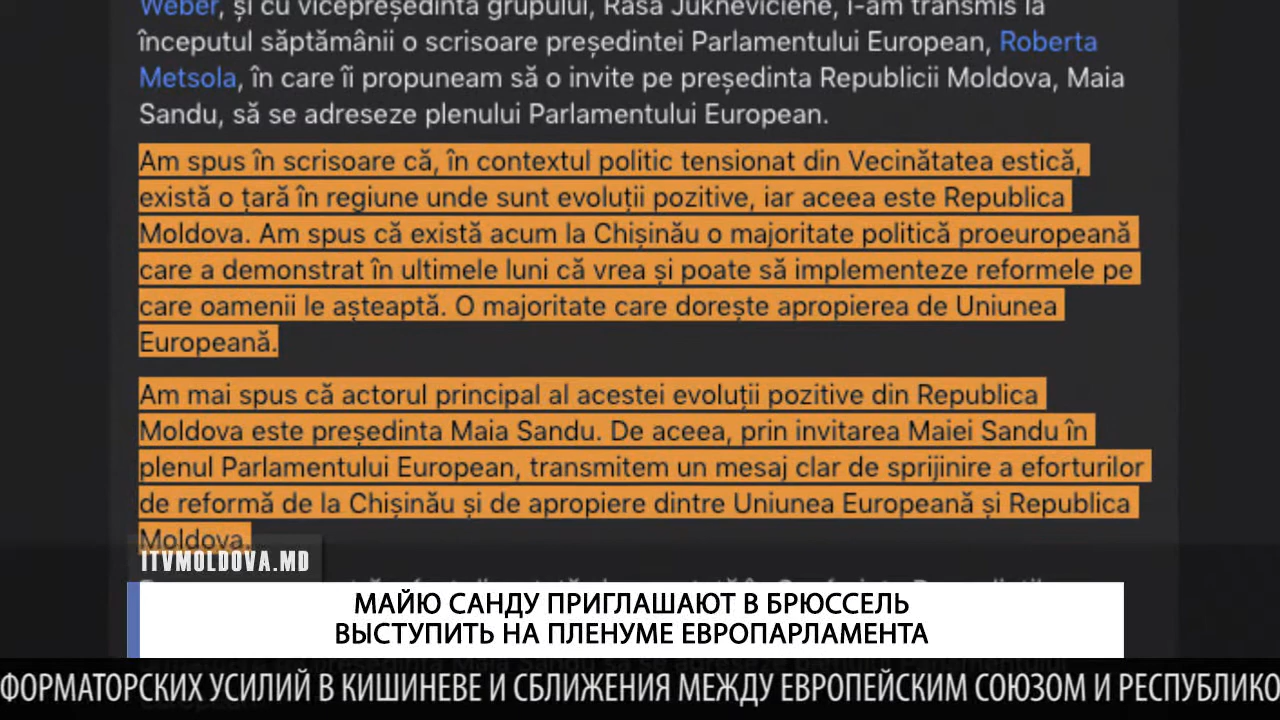 Weber, și cu vicepreședinta grupului, Rasa Jukneviciene, i-am transmis la
începutul săptămânii o scrisoare președintei Parlamentului European, Roberta
Metsola, în care îi propuneam să o invite pe președinta Republicii Moldova, Maia
Sandu, să se adreseze plenului Parlamentului European.
Am spus în scrisoare că, în contextul politic tensionat din Vecinătatea estică,
există o țară în regiune unde sunt evoluții pozitive, iar aceea este Republica
Moldova. Am spus că există acum la Chișinău o majoritate politică proeuropeană
care a demonstrat în ultimele luni că vrea și poate să implementeze reformele pe
care oamenii le așteaptă. O majoritate care dorește apropierea de Uniunea
Europeană.
Am mai spus că actorul principal al acestei evoluții pozitive din Republica
Moldova este președinta Maia Sandu. De aceea, prin invitarea Maiei Sandu în
plenul Parlamentului European, transmitem un mesaj clar de sprijinire a eforturilor
de reformă de la Chișinău și de apropiere dintre Uniunea Europeană și Republica
Moldova.
ITVMOLDOVA.MD
МАЙЮ САНДУ ПРИГЛАШАЮТ В БРЮССЕЛЬ
ВЫСТУПИТЬ НА ПЛЕНУМЕ ЕВРОПАРЛАМЕНТА
ФОРМАТОРСКИХ УСИЛИЙ В КИШИНЕВЕ И СБЛИЖЕНИЯ МЕЖДУ ЕВРОПЕЙСКИМ СОЮЗОМ И РЕСПУБЛИКО